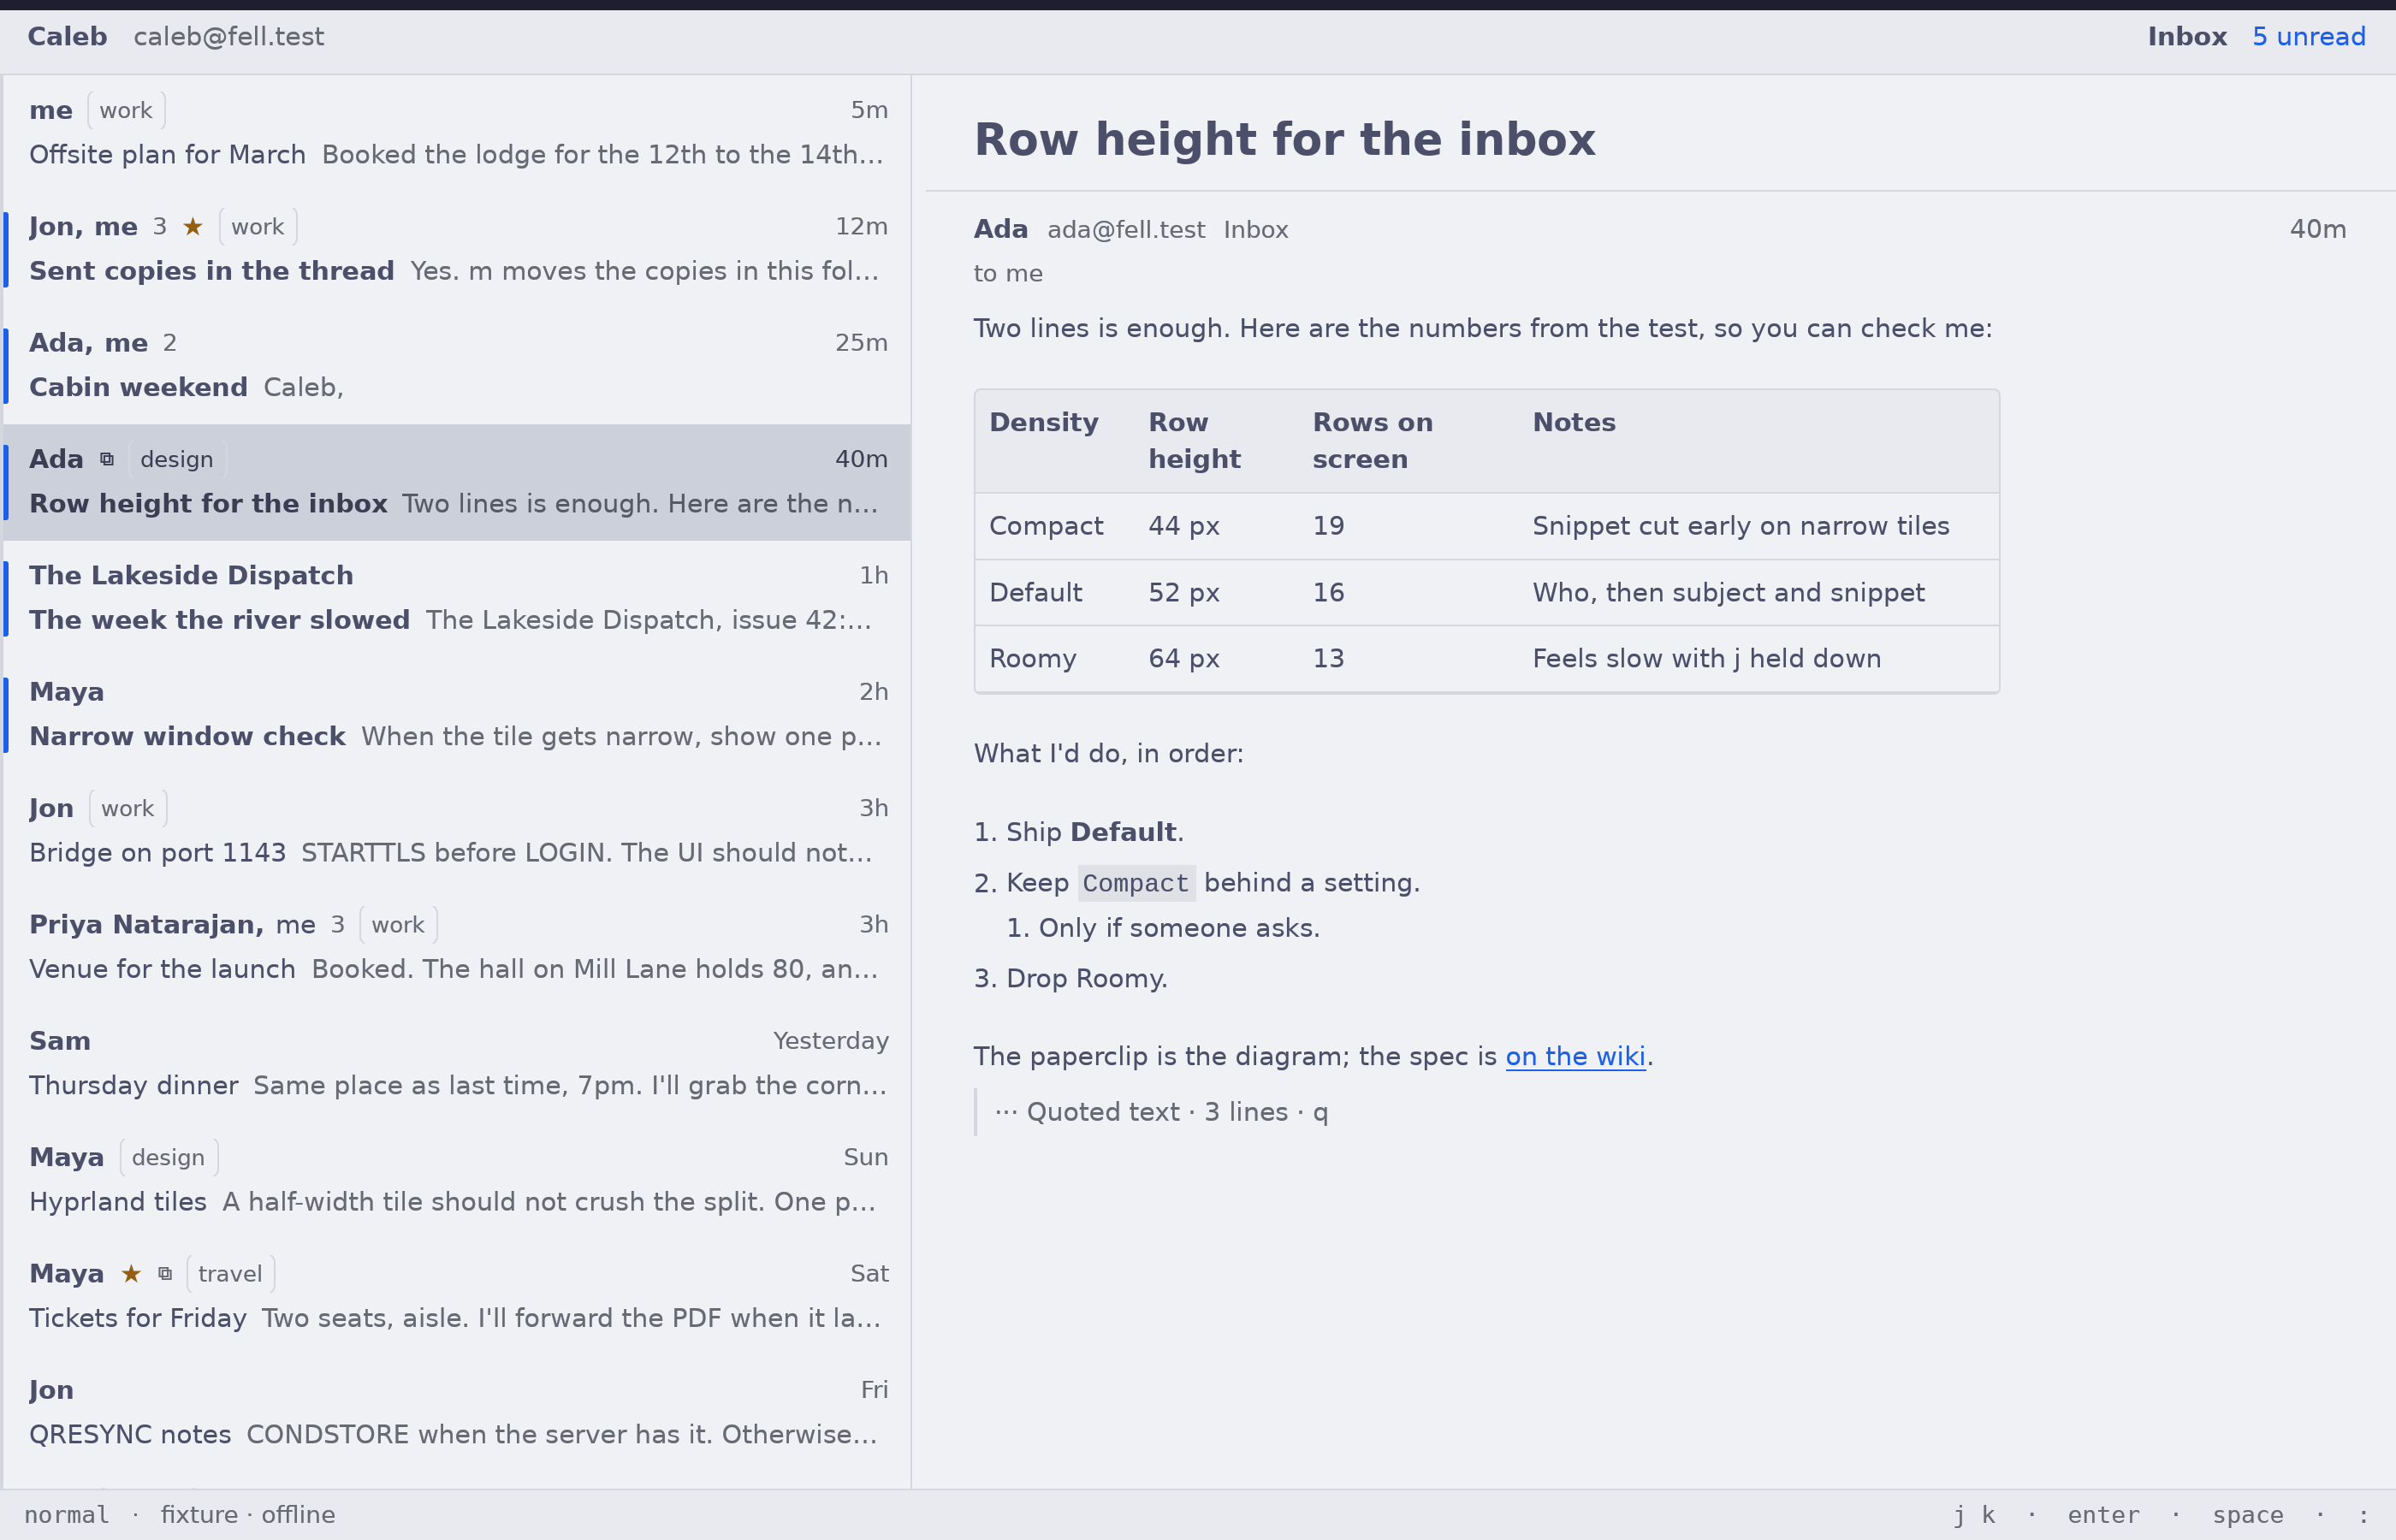 Caleb caleb@fell.test
Inbox 5 unread
me work 5m
Offsite plan for March Booked the lodge for the 12th to the 14th…
Jon, me 3 ★ work 12m
Sent copies in the thread Yes. m moves the copies in this fol…
Ada, me 2 25m
Cabin weekend Caleb,
Ada design 40m
Row height for the inbox Two lines is enough. Here are the n…
The Lakeside Dispatch 1h
The week the river slowed The Lakeside Dispatch, issue 42:…
Maya 2h
Narrow window check When the tile gets narrow, show one p…
Jon work 3h
Bridge on port 1143 STARTTLS before LOGIN. The UI should not…
Priya Natarajan, me 3 work 3h
Venue for the launch Booked. The hall on Mill Lane holds 80, an…
Sam Yesterday
Thursday dinner Same place as last time, 7pm. I'll grab the corn…
Maya design Sun
Hyprland tiles A half-width tile should not crush the split. One p…
Maya ★ travel Sat
Tickets for Friday Two seats, aisle. I'll forward the PDF when it la…
Jon Fri
QRESYNC notes CONDSTORE when the server has it. Otherwise…
Row height for the inbox
Ada ada@fell.test Inbox 40m
to me
Two lines is enough. Here are the numbers from the test, so you can check me:
Density Row height Rows on screen Notes
Compact 44 px 19 Snippet cut early on narrow tiles
Default 52 px 16 Who, then subject and snippet
Roomy 64 px 13 Feels slow with j held down
What I'd do, in order:
1. Ship Default.
2. Keep Compact behind a setting.
1. Only if someone asks.
3. Drop Roomy.
The paperclip is the diagram; the spec is on the wiki.
··· Quoted text · 3 lines · q
normal · fixture · offline
j k · enter · space · :